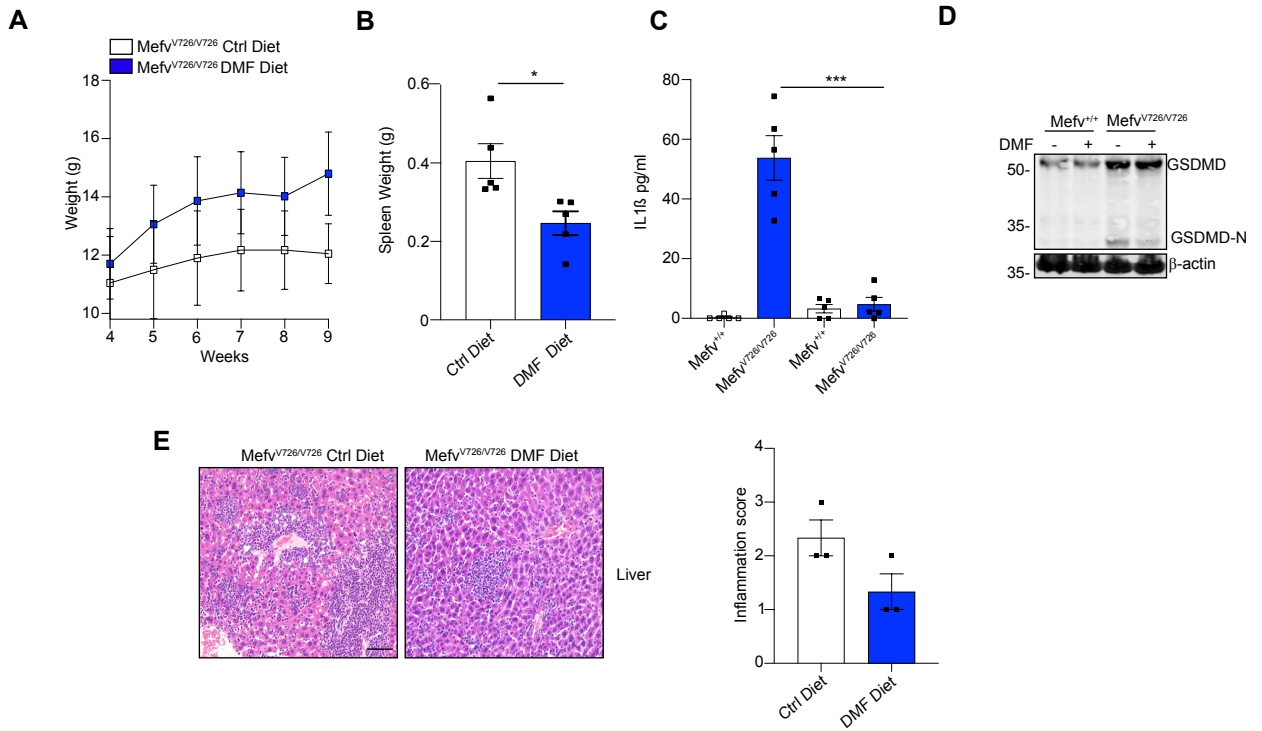 A
Mefv^V726/V726 Ctrl Diet
Mefv^V726/V726 DMF Diet
Weight (g)
18
16
14
12
10
4 5 6 7 8 9
Weeks
B
Spleen Weight (g)
0.6
0.4
0.2
0
*
Ctrl Diet
DMF Diet
C
IL1ß pg/ml
80
60
40
20
0
***
Mefv^+/+
Mefv^V726/V726
Mefv^+/+
Mefv^V726/V726
D
Mefv^+/+ Mefv^V726/V726
DMF - + - +
50- GSDMD
35-
GSDMD-N
35- β-actin
E
Mefv^V726/V726 Ctrl Diet
Mefv^V726/V726 DMF Diet
Liver
Inflammation score
4
3
2
1
0
Ctrl Diet
DMF Diet